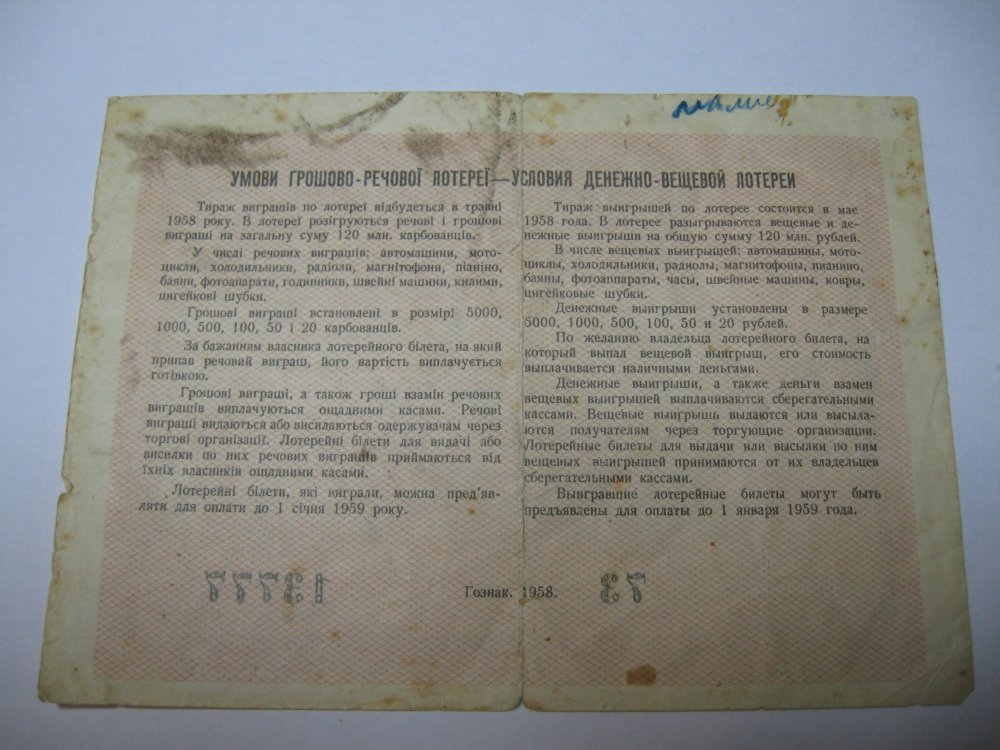 УМОВИ ГРОШОВО-РЕЧОВОЇ ЛОТЕРЕЇ—УСЛОВИЯ ДЕНЕЖНО-ВЕЩЕВОЙ ЛОТЕРЕИ
Тираж виграшів по лотереї відбудеться в травні
1958 року. В лотереї розігруються речові і грошові
виграші на загальну суму 120 млн. карбованців.
У числі речових виграшів: автомашини, мото-
цикли, холодильники, радіоли, магнітофони, піаніно,
баяни, фотоапарати, годинники, швейні машини, килими,
цигейкові шубки.
Грошові виграші встановлені в розмірі 5000,
1000, 500, 100, 50 і 20 карбованців.
За бажанням власника лотерейного білета, на який
припав речовий виграш, його вартість виплачується
готівкою.
Грошові виграші, а також гроші взамін речових
виграшів виплачуються ощадними касами. Речові
виграші видаються або висилаються одержувачам через
торгові організації. Лотерейні білети для видачі або
висилки по них речових виграшів приймаються від
їхніх власників ощадними касами.
Лотерейні білети, які виграли, можна пред'яв-
ляти для оплати до 1 січня 1959 року.
Тираж выигрышей по лотерее состоится в мае
1958 года. В лотерее разыгрываются вещевые и де-
нежные выигрыши на общую сумму 120 млн. рублей.
В числе вещевых выигрышей: автомашины, мото-
циклы, холодильники, радиолы, магнитофоны, пианино,
баяны, фотоаппараты, часы, швейные машины, ковры,
цигейковые шубки.
Денежные выигрыши установлены в размере
5000, 1000, 500, 100, 50 и 20 рублей.
По желанию владельца лотерейного билета, на
который выпал вещевой выигрыш, его стоимость
выплачивается наличными деньгами.
Денежные выигрыши, а также деньги взамен
вещевых выигрышей выплачиваются сберегательными
кассами. Вещевые выигрыши выдаются или высыла-
ются получателям через торгующие организации.
Лотерейные билеты для выдачи или высылки по ним
вещевых выигрышей принимаются от их владельцев
сберегательными кассами.
Выигравшие лотерейные билеты могут быть
предъявлены для оплаты до 1 января 1959 года.
Гознак. 1958.